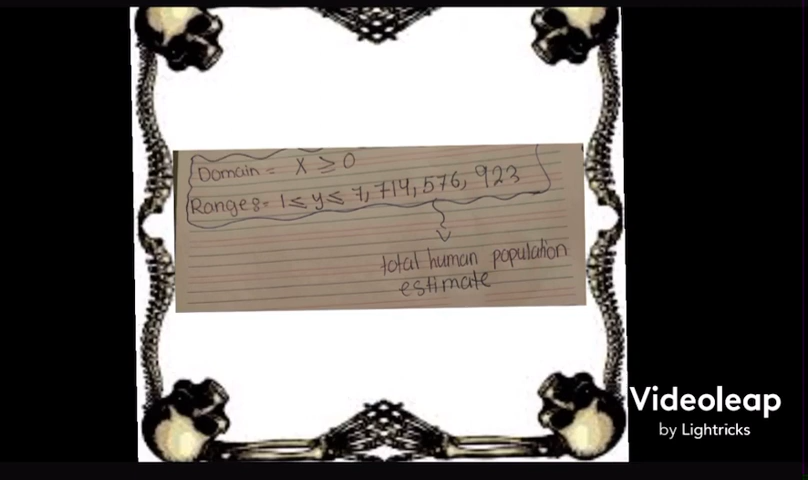 Domain = X ≥ 0
Ranges = 1 ≤ y ≤ 7,714,576,923
total human population
estimate
Videoleap
by Lightricks